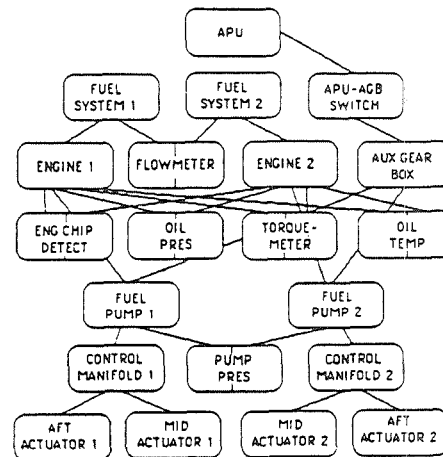 APU
FUEL
SYSTEM 1
FUEL
SYSTEM 2
APU-AGB
SWITCH
ENGINE 1
FLOWMETER
ENGINE 2
AUX GEAR
BOX
ENG CHIP
DETECT
OIL
PRES
TORQUE-
METER
OIL
TEMP
FUEL
PUMP 1
FUEL
PUMP 2
CONTROL
MANIFOLD 1
PUMP
PRES
CONTROL
MANIFOLD 2
AFT
ACTUATOR 1
MID
ACTUATOR 1
MID
ACTUATOR 2
AFT
ACTUATOR 2